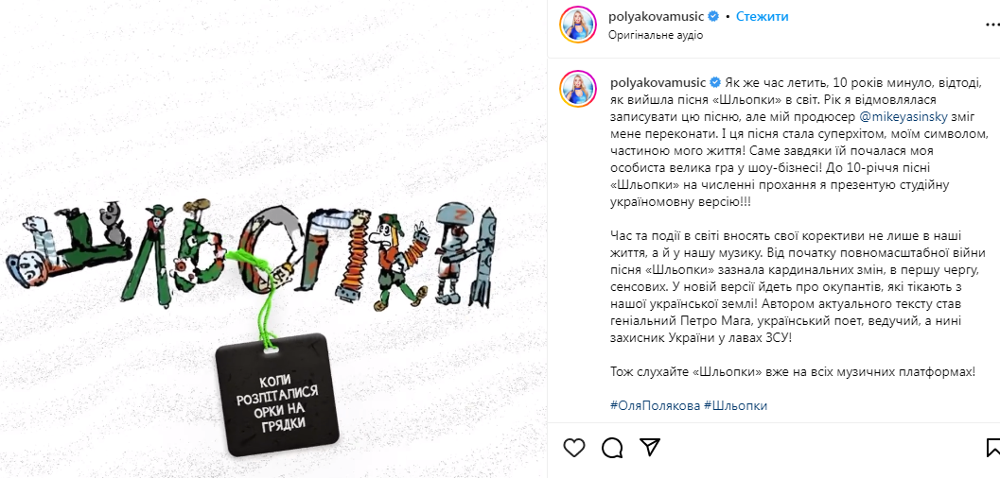 ШЛЬОПКИ
КОЛИ
РОЗЛІТАЛИСЯ
ОРКИ НА
ГРЯДКИ
polyakovamusic • Стежити
Оригінальне аудіо
polyakovamusic Як же час летить, 10 років минуло, відтоді,
як вийшла пісня «Шльопки» в світ. Рік я відмовлялася
записувати цю пісню, але мій продюсер @mikeyasinsky зміг
мене переконати. І ця пісня стала суперхітом, моїм символом,
частиною мого життя! Саме завдяки їй почалася моя
особиста велика гра у шоу-бізнесі! До 10-річчя пісні
«Шльопки» на численні прохання я презентую студійну
україномовну версію!!!
Час та події в світі вносять свої корективи не лише в наші
життя, а й у нашу музику. Від початку повномасштабної війни
пісня «Шльопки» зазнала кардинальних змін, в першу чергу,
сенсових. У новій версії йдеть про окупантів, які тікають з
нашої української землі! Автором актуального тексту став
геніальний Петро Мага, український поет, ведучий, а нині
захисник України у лавах ЗСУ!
Тож слухайте «Шльопки» вже на всіх музичних платформах!
#ОляПолякова #Шльопки